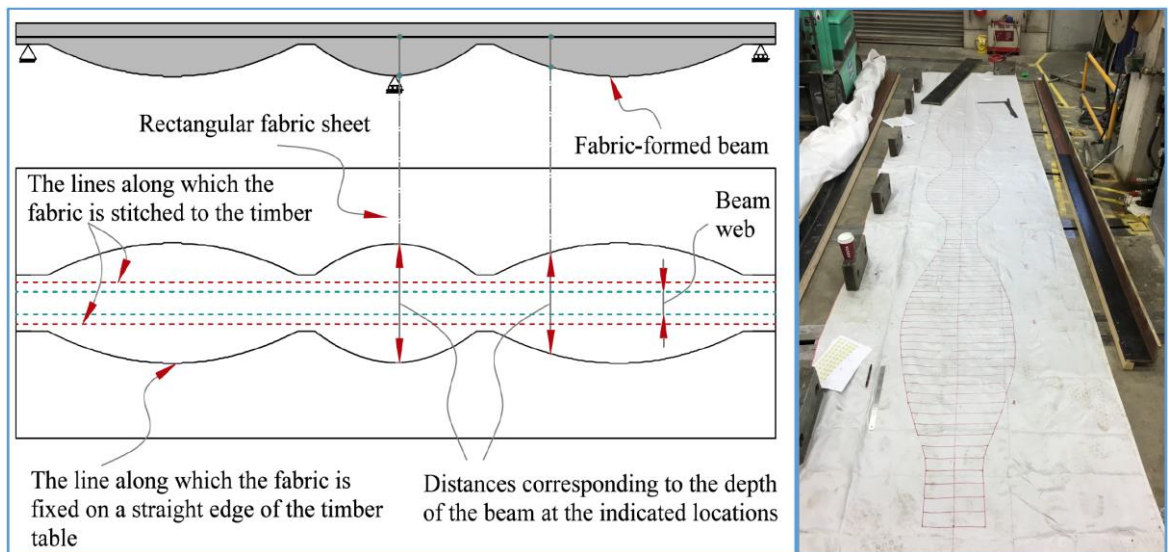 Rectangular fabric sheet
Fabric-formed beam
The lines along which the
fabric is stitched to the timber
Beam
web
The line along which the fabric is
fixed on a straight edge of the timber
table
Distances corresponding to the depth
of the beam at the indicated locations